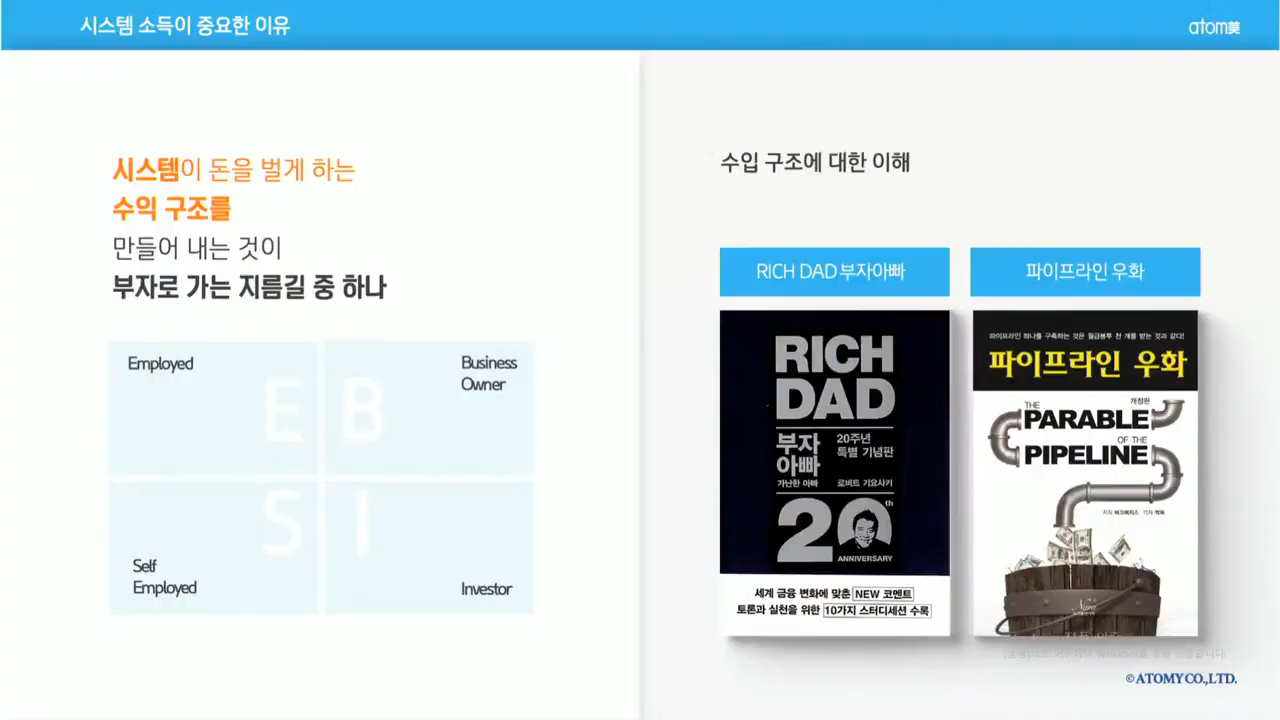 시스템 소득이 중요한 이유
atom美
시스템이 돈을 벌게 하는
수익 구조를
만들어 내는 것이
부자로 가는 지름길 중 하나
Employed
Business
Owner
E B
S I
Self
Employed
Investor
수입 구조에 대한 이해
RICH DAD 부자아빠
파이프라인 우화
RICH
DAD
부자
아빠
가난한 아빠
20주년
특별 기념판
로버트 기요사키
20th
ANNIVERSARY
세계 금융 변화에 맞춘 NEW 코멘트
토론과 실천을 위한 10가지 스터디세션 수록
파이프라인 하나를 구축하는 것은 월급봉투 천 개를 받는 것과 같다!
파이프라인 우화
개정판
THE
PARABLE
OF THE
PIPELINE
©ATOMY CO.,LTD.